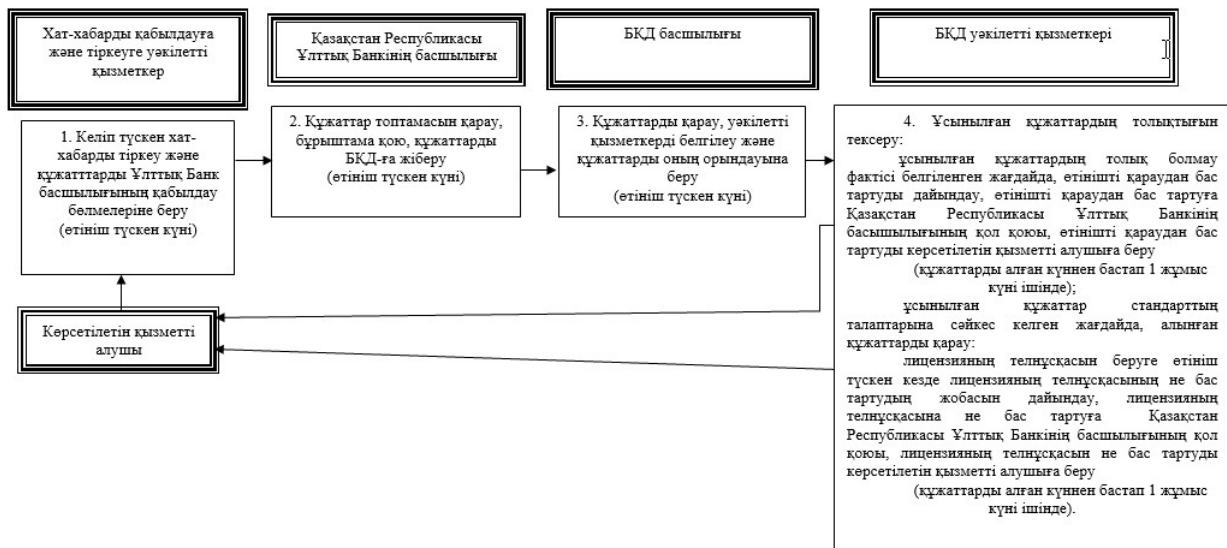 Хат-хабарды қабылдауға
және тіркеуге уәкілетті
қызметкер
Қазақстан Республикасы
Ұлттық Банкінің басшылығы
БҚД басшылығы
БҚД уәкілетті қызметкері
1. Келіп түскен хат-
хабарды тіркеу және
құжатттарды Ұлттық Банк
басшылығының қабылдау
бөлмелеріне беру
(өтініш түскен күні)
2. Құжаттар топтамасын қарау,
бұрыштама қою, құжаттарды
БҚД-ға жіберу
(өтініш түскен күні)
3. Құжаттарды қарау, уәкілетті
қызметкерді белгілеу және
құжаттарды оның орындауына
беру
(өтініш түскен күні)
4. Ұсынылған құжаттардың толықтығын
тексеру:
ұсынылған құжаттардың толық болмау
фактісі белгіленген жағдайда, өтінішті қараудан бас
тартуды дайындау, өтінішті қараудан бас тартуға
Қазақстан Республикасы Ұлттық Банкінің
басышылығының қол қоюы, өтінішті қараудан бас
тартуды көрсетілетін қызметті алушыға беру
(құжаттарды алған күннен бастап 1 жұмыс
күні ішінде);
ұсынылған құжаттар стандарттың
талаптарына сәйкес келген жағдайда, алынған
құжаттарды қарау:
лицензияның телнұсқасын беруге өтініш
түскен кезде лицензияның телнұсқасының не бас
тартудың жобасын дайындау, лицензияның
телнұсқасына не бас тартуға Қазақстан
Республикасы Ұлттық Банкінің басшылығының қол
қоюы, лицензияның телнұсқасын не бас тартуды
көрсетілетін қызметті алушыға беру
(құжаттарды алған күннен бастап 1 жұмыс
күні ішінде).
Көрсетілетін қызметті
алушы